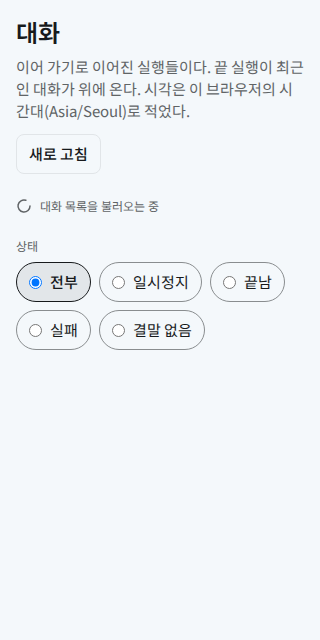 대화
이어 가기로 이어진 실행들이다. 끝 실행이 최근
인 대화가 위에 온다. 시각은 이 브라우저의 시
간대(Asia/Seoul)로 적었다.
새로 고침
대화 목록을 불러오는 중
상태
전부
일시정지
끝남
실패
결말 없음